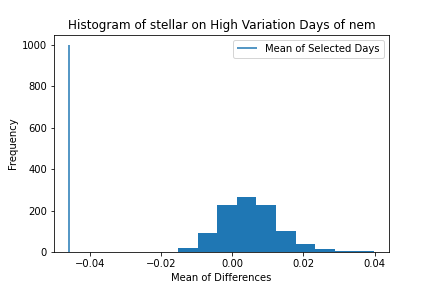 Histogram of stellar on High Variation Days of nem
Mean of Selected Days
Frequency
1000
800
600
400
200
0
−0.04 −0.02 0.00 0.02 0.04
Mean of Differences